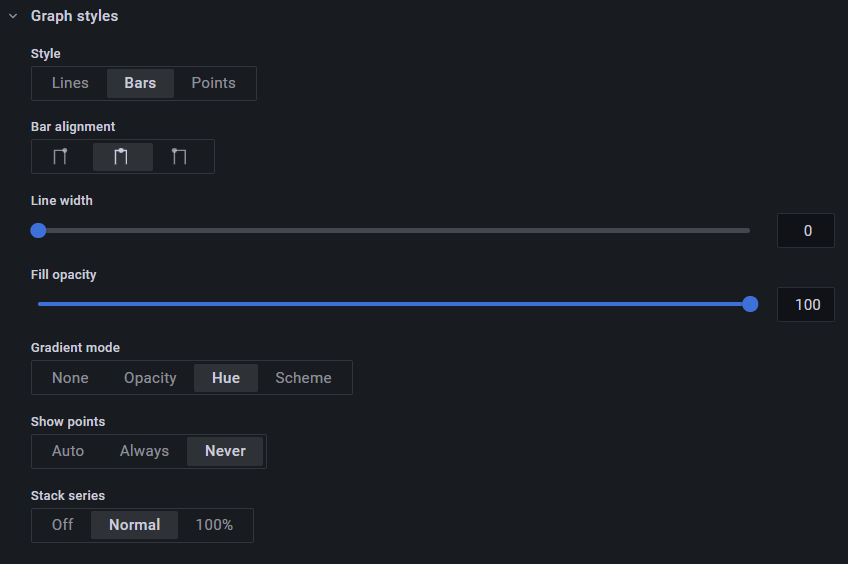 Graph styles
Style
Lines Bars Points
Bar alignment
Line width
0
Fill opacity
100
Gradient mode
None Opacity Hue Scheme
Show points
Auto Always Never
Stack series
Off Normal 100%